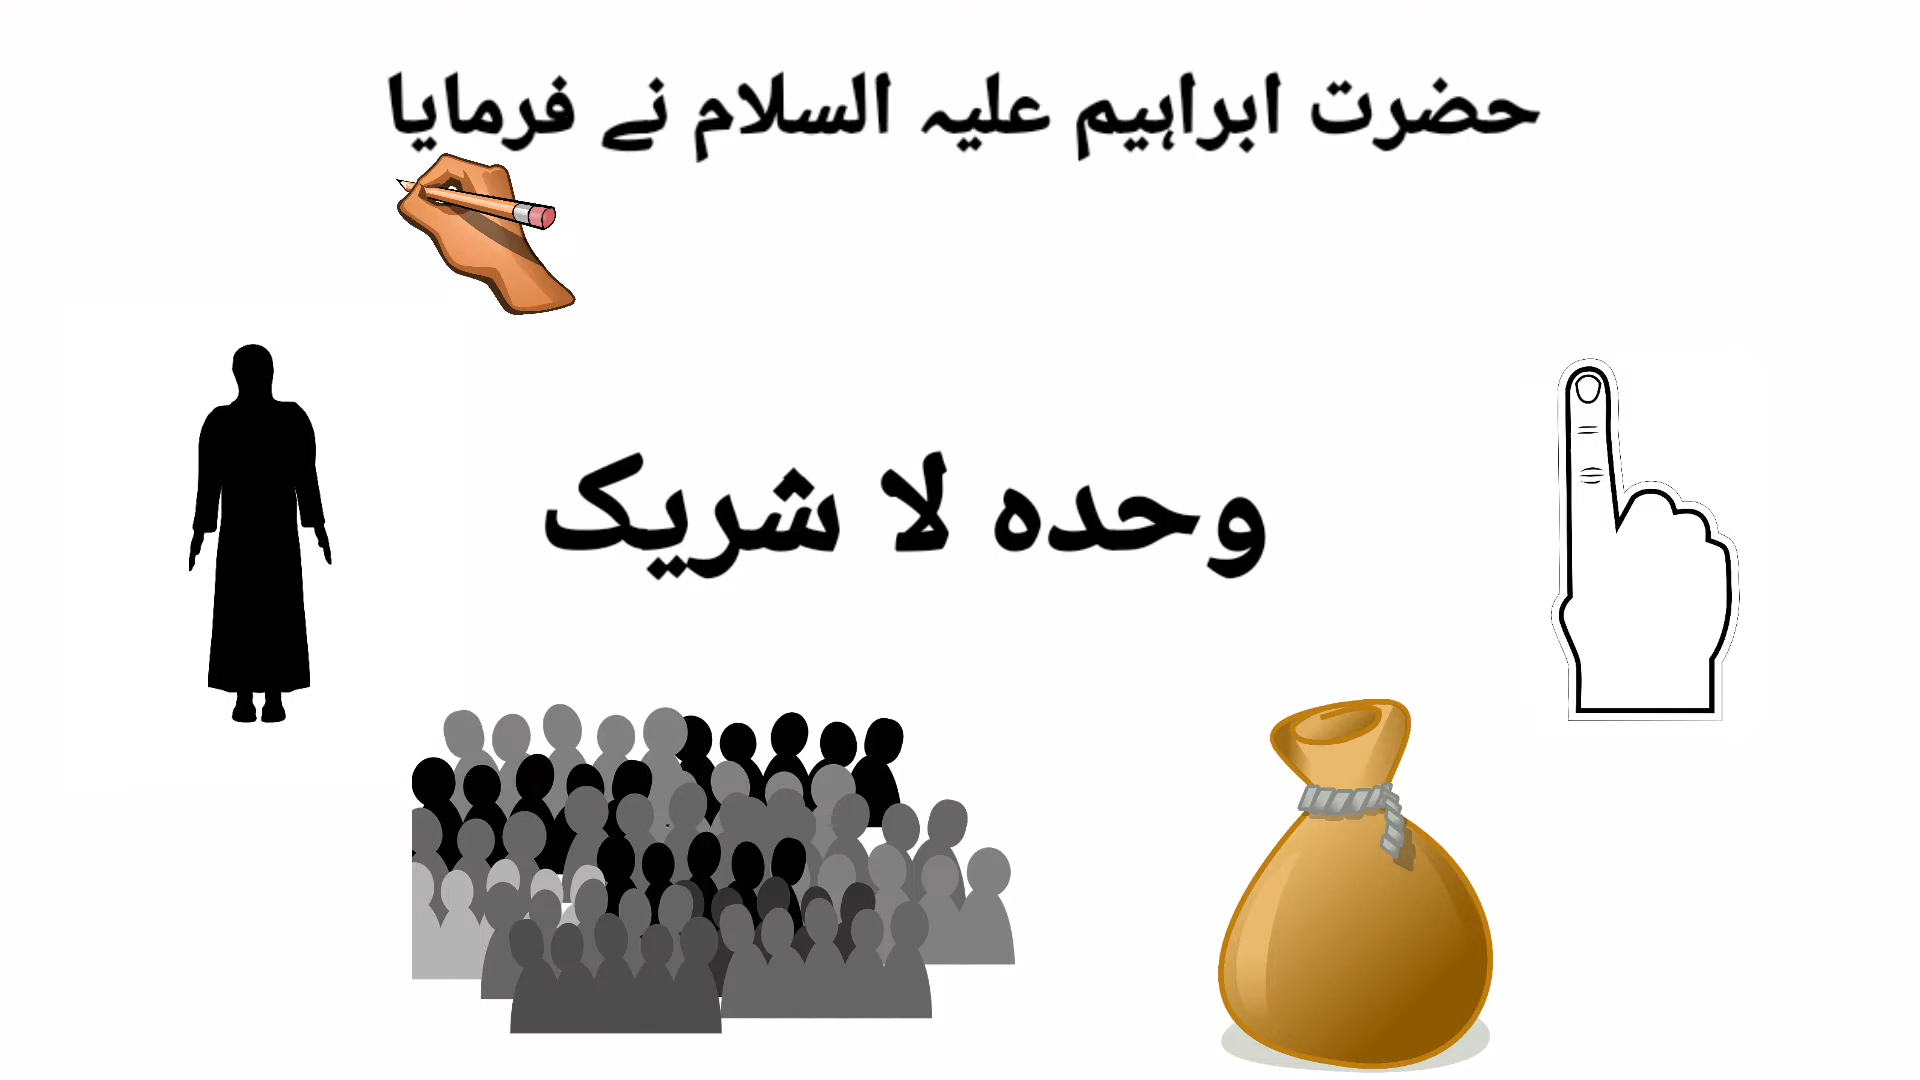 حضرت ابراہیم علیہ السلام نے فرمایا
وحدہ لا شریک